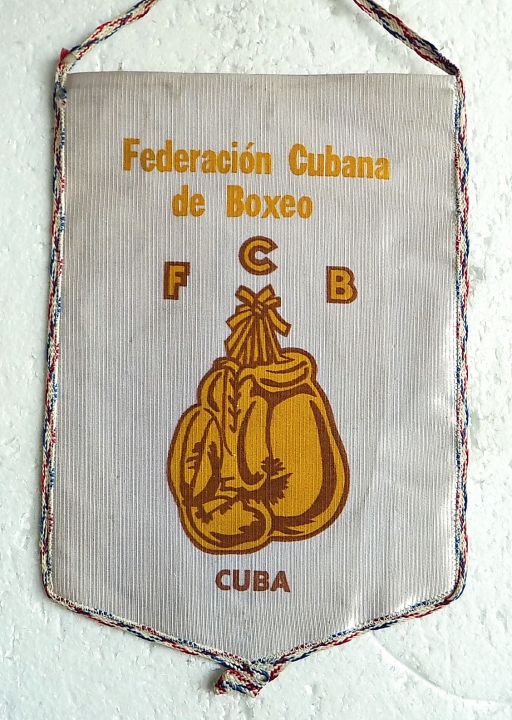 Federación Cubana
de Boxeo
F C B
CUBA